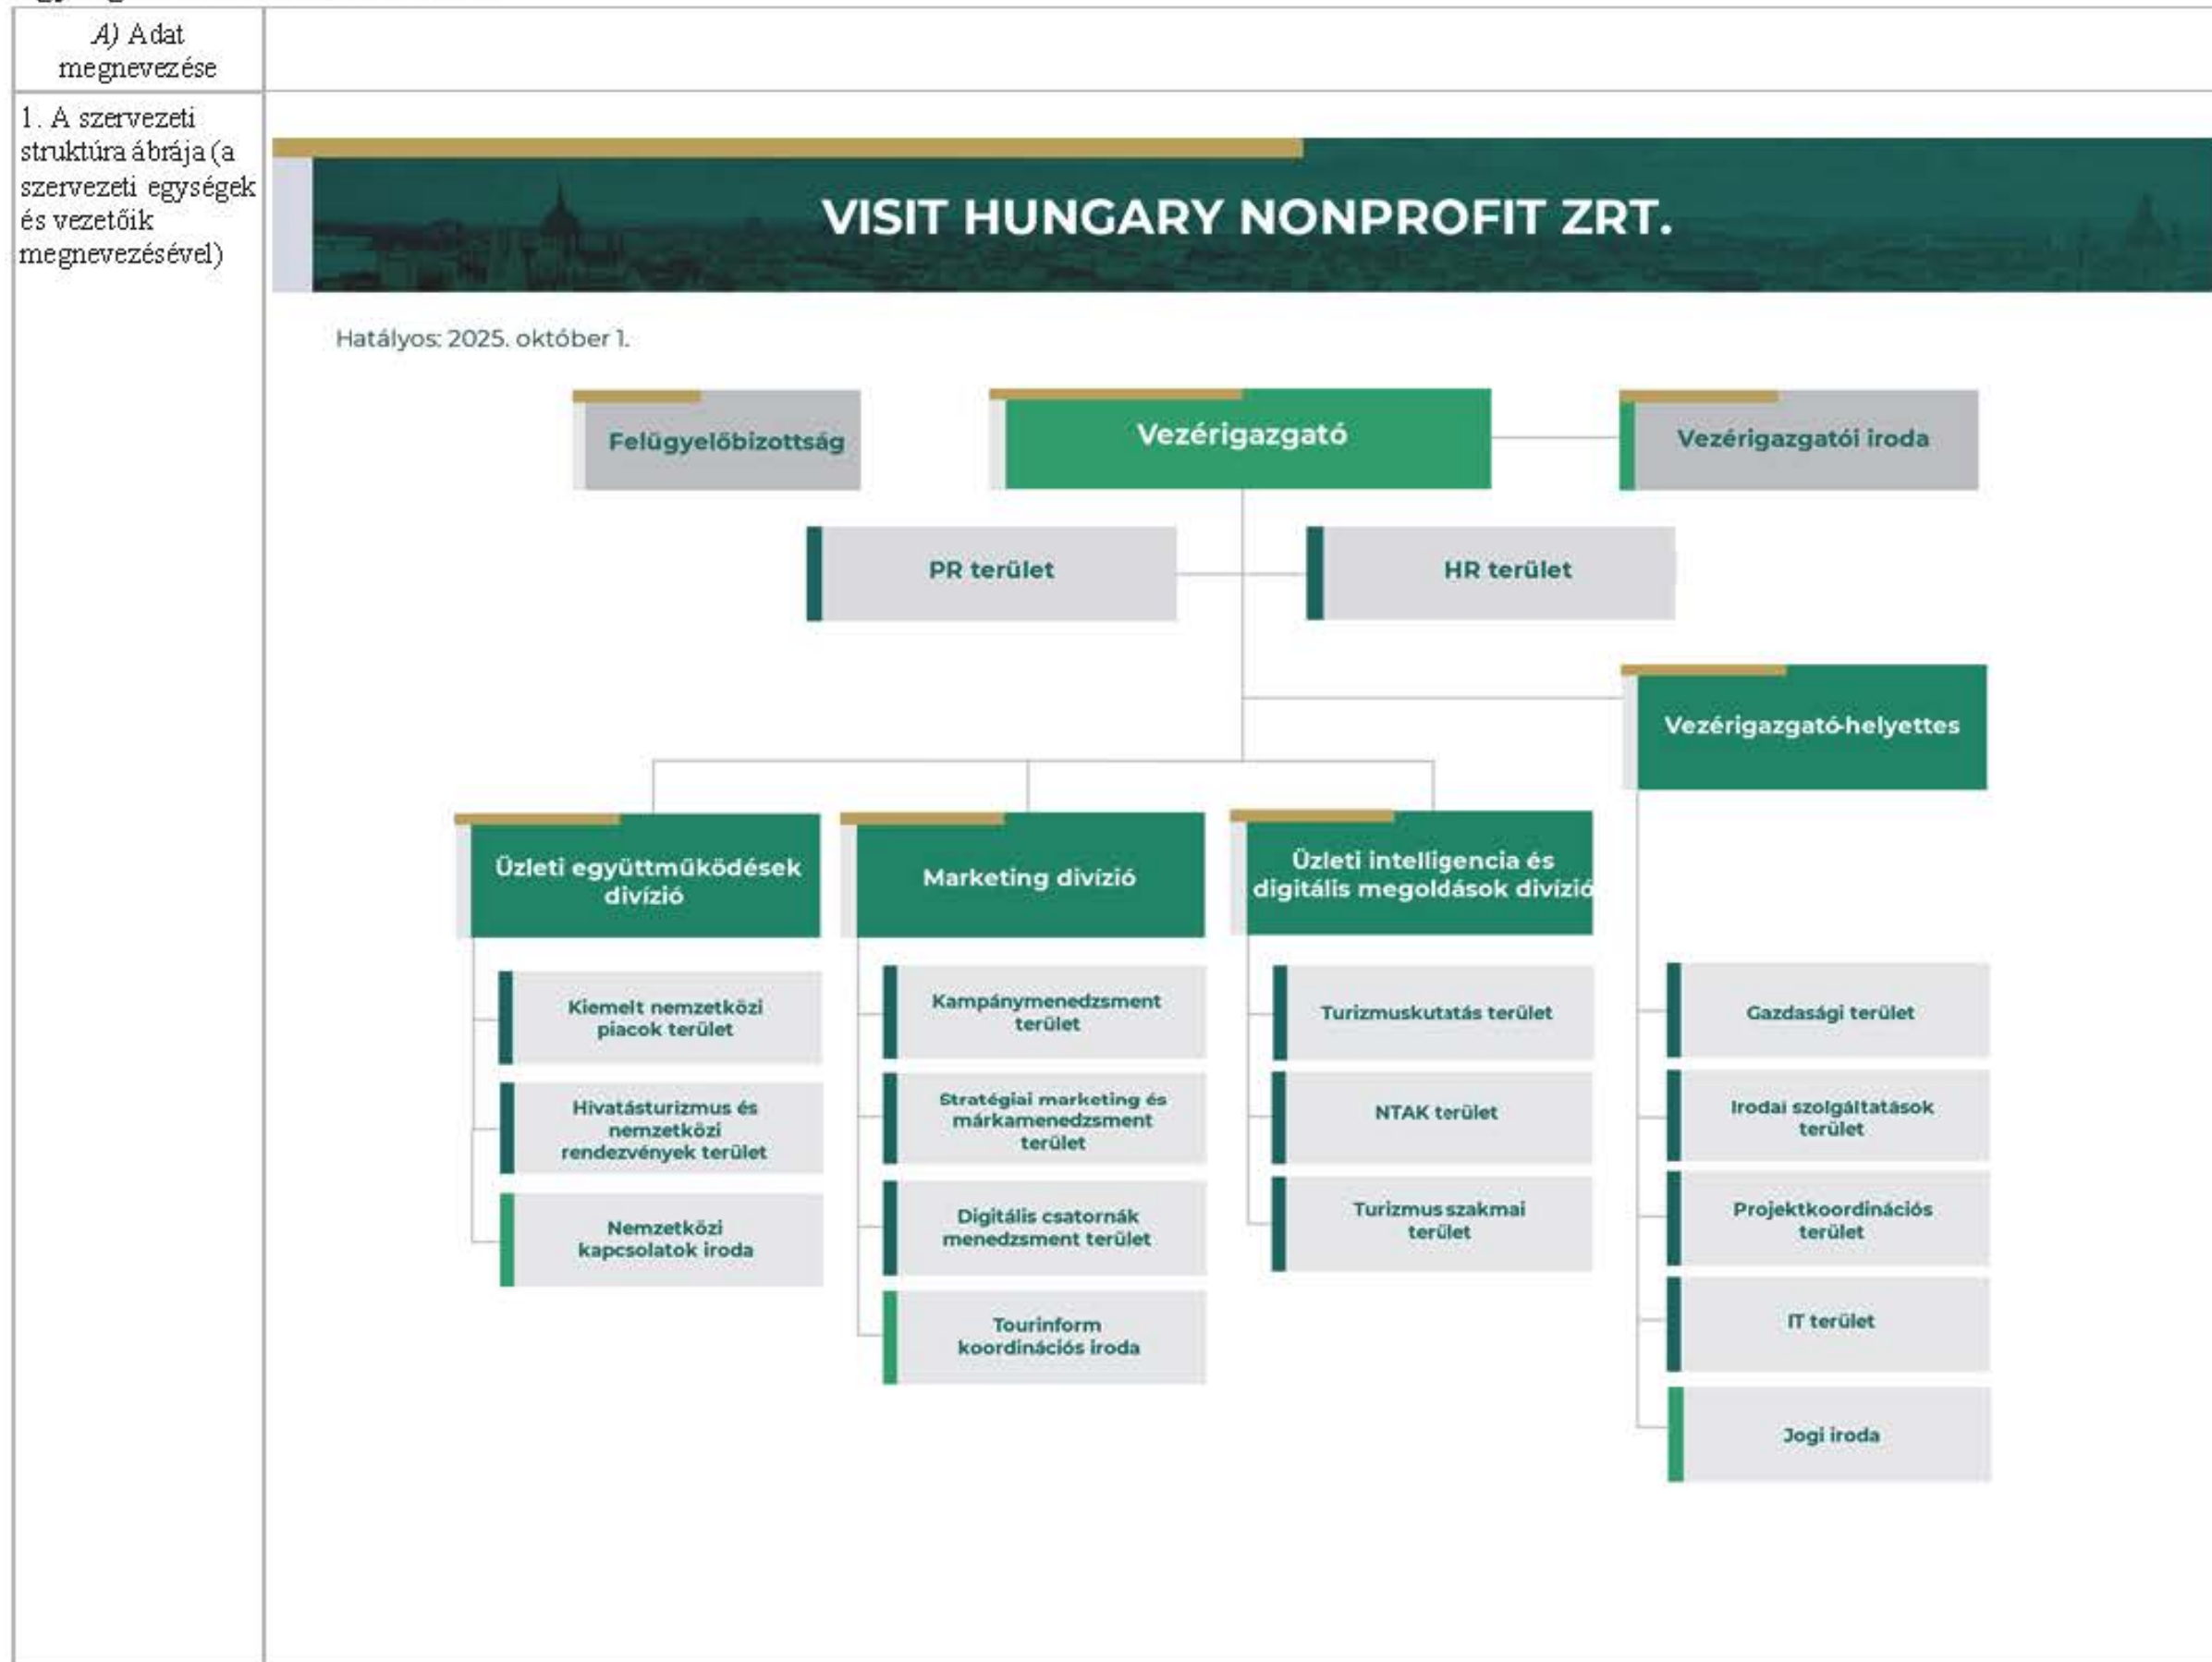 A) Adat
megnevezése
1. A szervezeti
struktúra ábrája (a
szervezeti egységek
és vezetőik
megnevezésével)
VISIT HUNGARY NONPROFIT ZRT.
Hatályos: 2025. október 1.
Felügyelőbizottság
Vezérigazgató
Vezérigazgatói iroda
PR terület
HR terület
Vezérigazgató-helyettes
Üzleti együttműködések
divízió
Marketing divízió
Üzleti intelligencia és
digitális megoldások divízió
Kiemelt nemzetközi
piacok terület
Hivatásturizmus és
nemzetközi
rendezvények terület
Nemzetközi
kapcsolatok iroda
Kampánymenedzsment
terület
Stratégiai marketing és
márkamenedzsment
terület
Digitális csatornák
menedzsment terület
Tourinform
koordinációs iroda
Turizmuskutatás terület
NTAK terület
Turizmus szakmai
terület
Gazdasági terület
Irodai szolgáltatások
terület
Projektkoordinációs
terület
IT terület
Jogi iroda